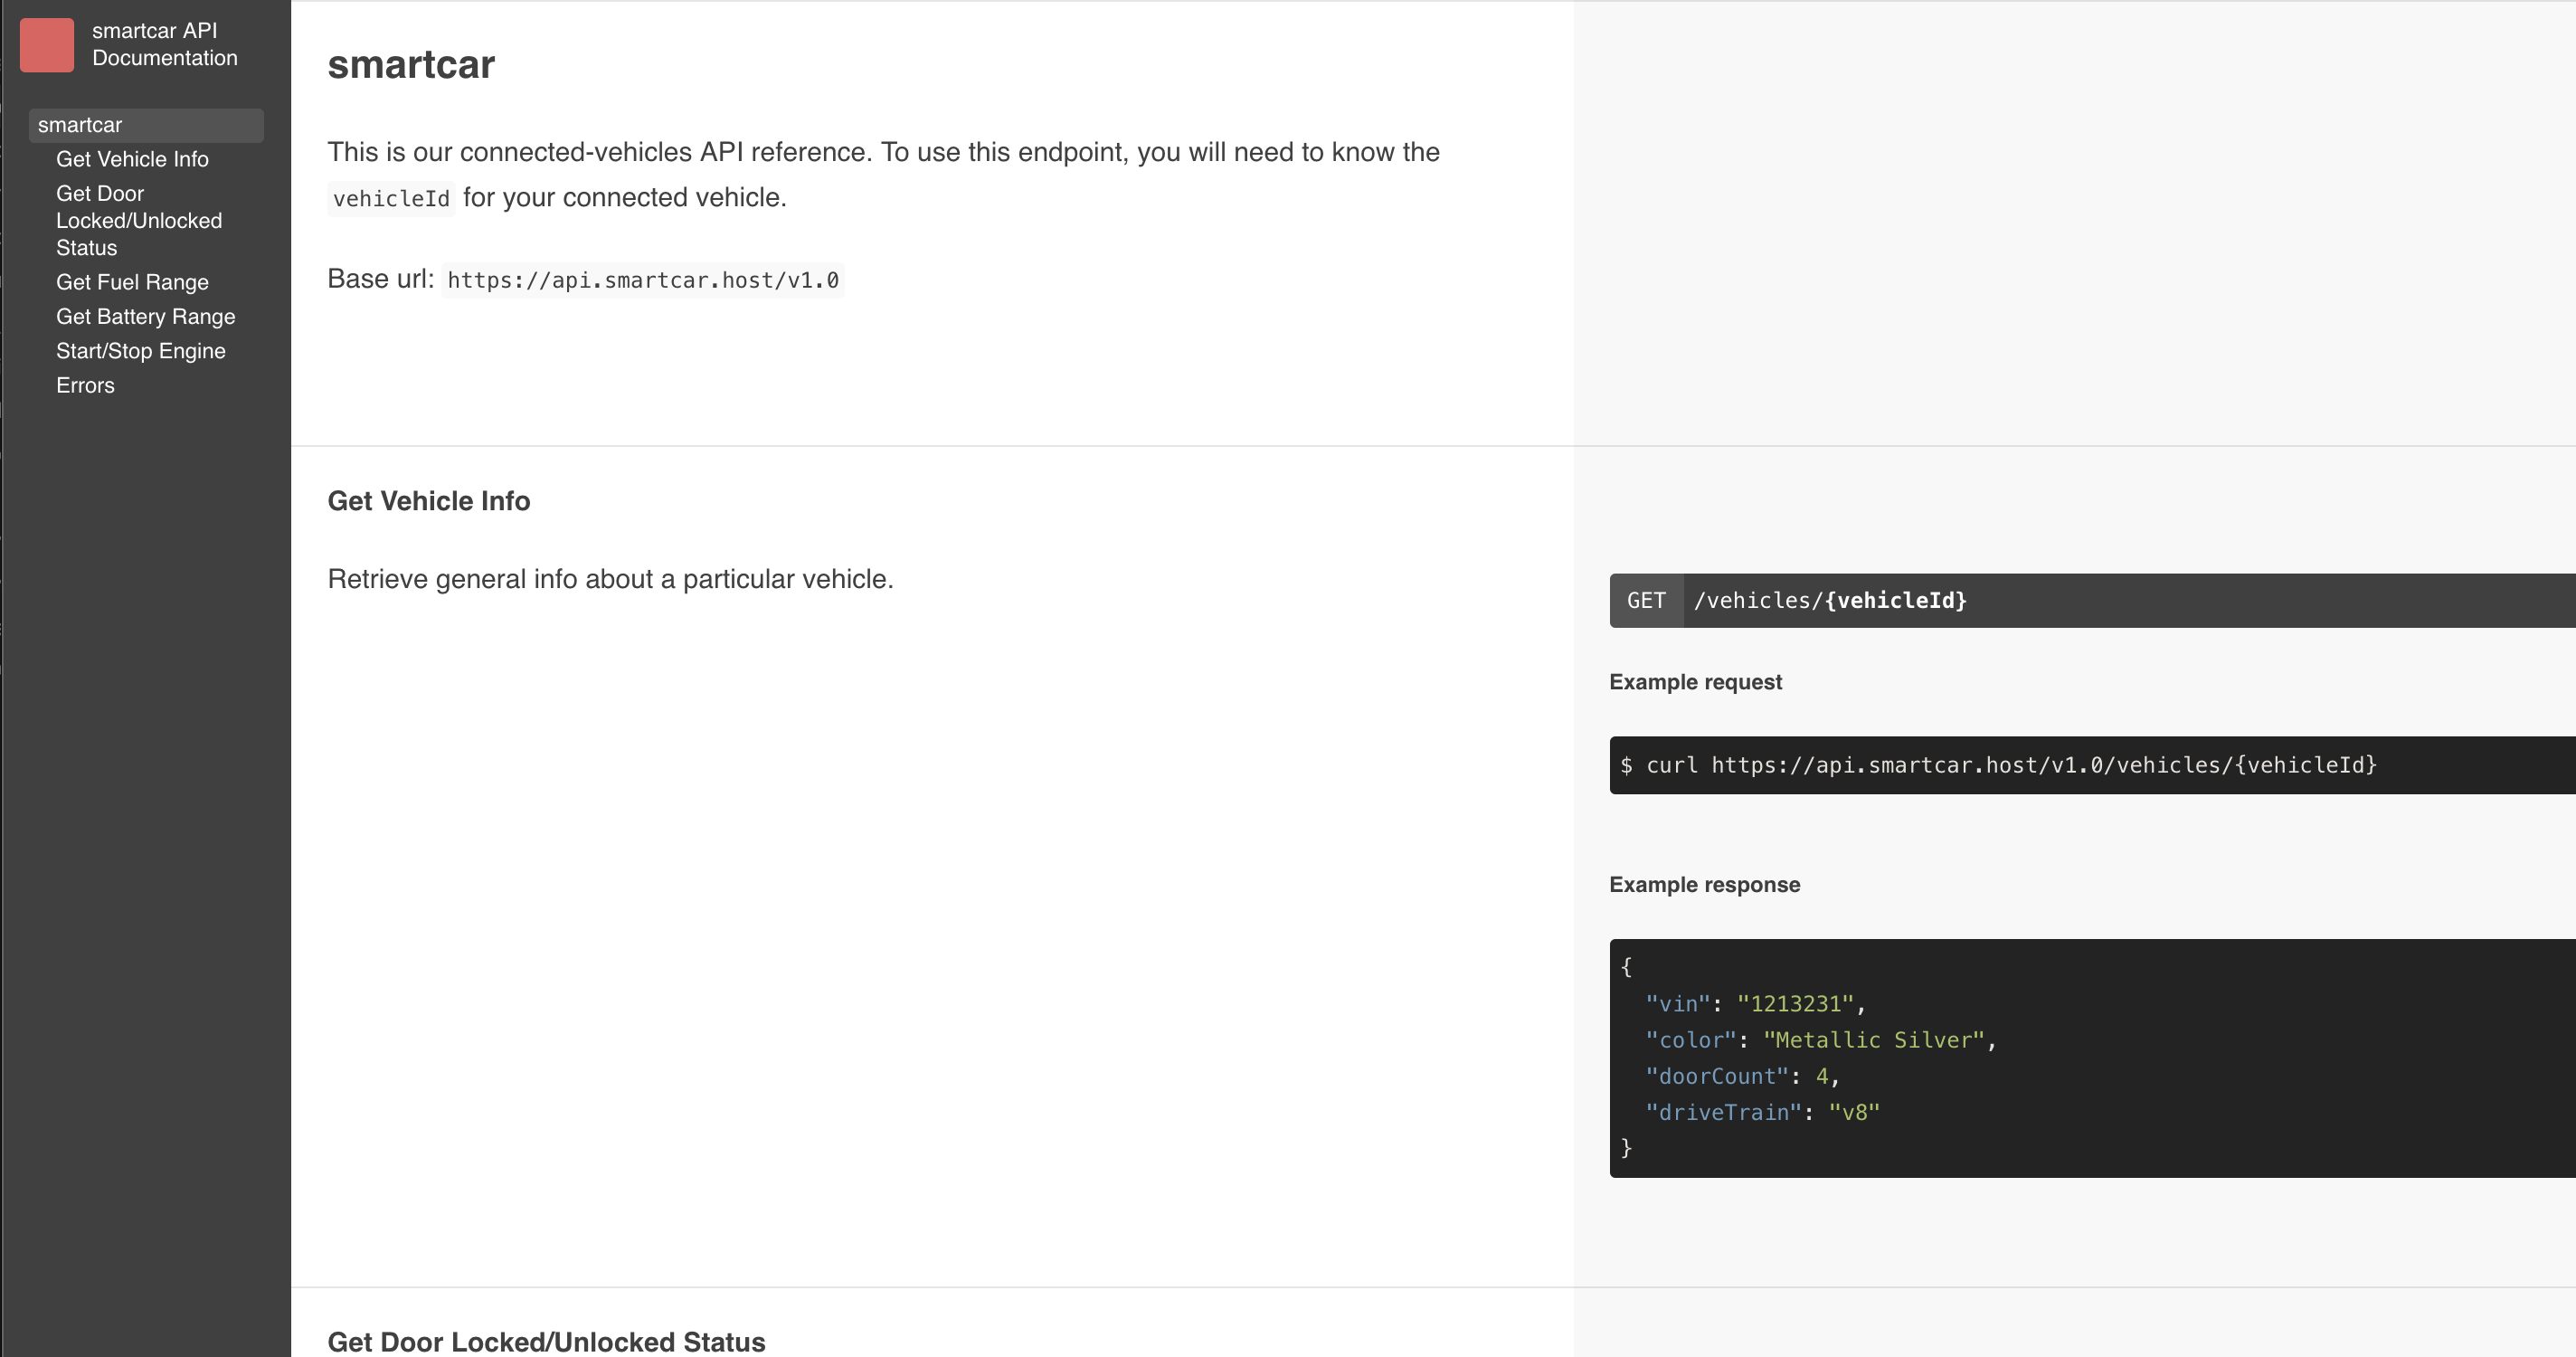 smartcar API
Documentation
smartcar
Get Vehicle Info
Get Door
Locked/Unlocked
Status
Get Fuel Range
Get Battery Range
Start/Stop Engine
Errors
smartcar
This is our connected-vehicles API reference. To use this endpoint, you will need to know the
vehicleId for your connected vehicle.
Base url: https://api.smartcar.host/v1.0
Get Vehicle Info
Retrieve general info about a particular vehicle.
GET /vehicles/{vehicleId}
Example request
$ curl https://api.smartcar.host/v1.0/vehicles/{vehicleId}
Example response
{
  "vin": "1213231",
  "color": "Metallic Silver",
  "doorCount": 4,
  "driveTrain": "v8"
}
Get Door Locked/Unlocked Status